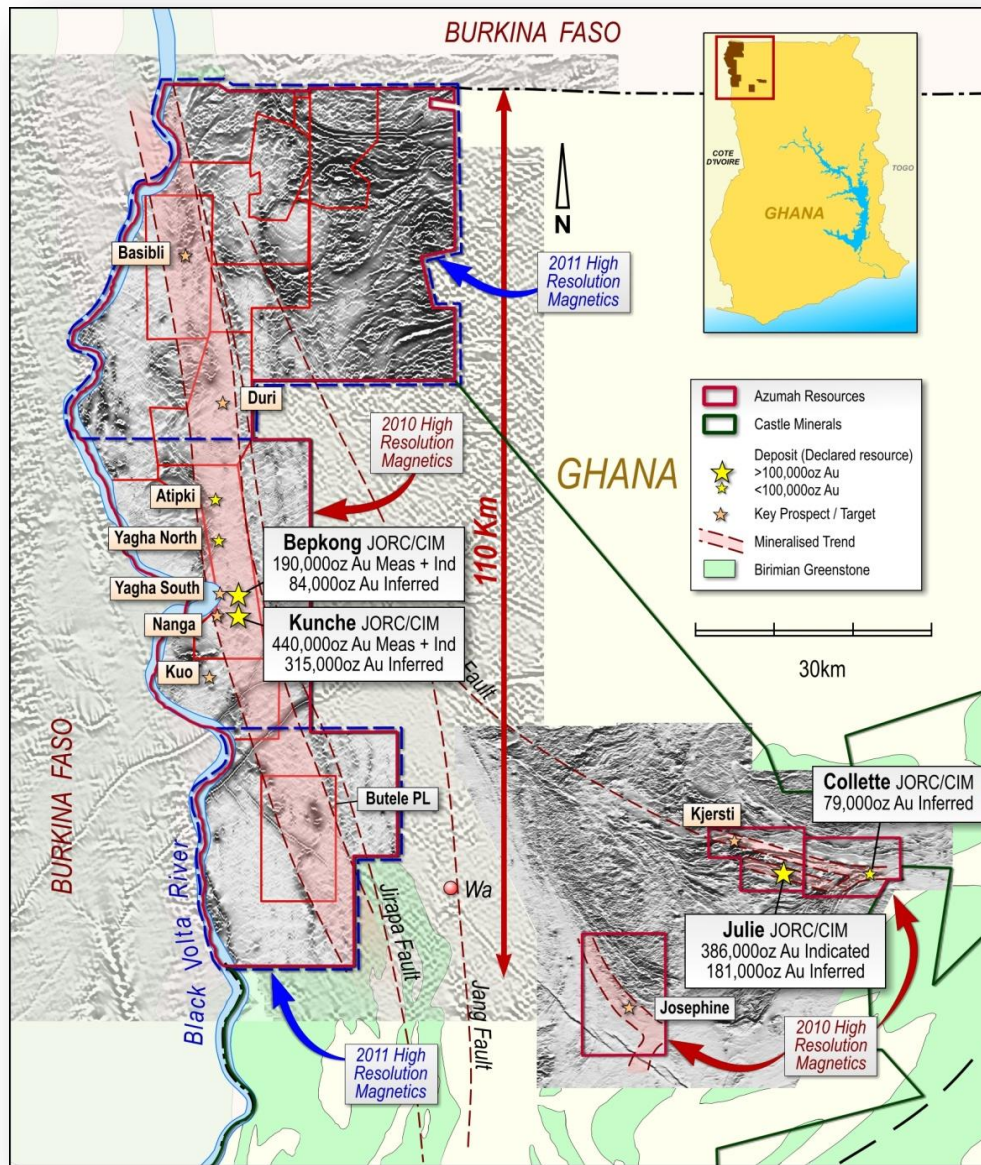 BURKINA FASO
COTE
D'IVOIRE
TOGO
GHANA
N
Basibli
2011 High
Resolution
Magnetics
Duri
2010 High
Resolution
Magnetics
Azumah Resources
Castle Minerals
Deposit (Declared resource)
>100,000oz Au
<100,000oz Au
Key Prospect / Target
Mineralised Trend
Birimian Greenstone
GHANA
110 Km
Atipki
Yagha North
Bepkong JORC/CIM
190,000oz Au Meas + Ind
84,000oz Au Inferred
Yagha South
Nanga
Kunche JORC/CIM
440,000oz Au Meas + Ind
315,000oz Au Inferred
Kuo
30km
Fault
BURKINA FASO
Black Volta River
Butele PL
Jirapa Fault
Wa
Jang Fault
Collette JORC/CIM
79,000oz Au Inferred
Kjersti
Julie JORC/CIM
386,000oz Au Indicated
181,000oz Au Inferred
Josephine
2010 High
Resolution
Magnetics
2011 High
Resolution
Magnetics